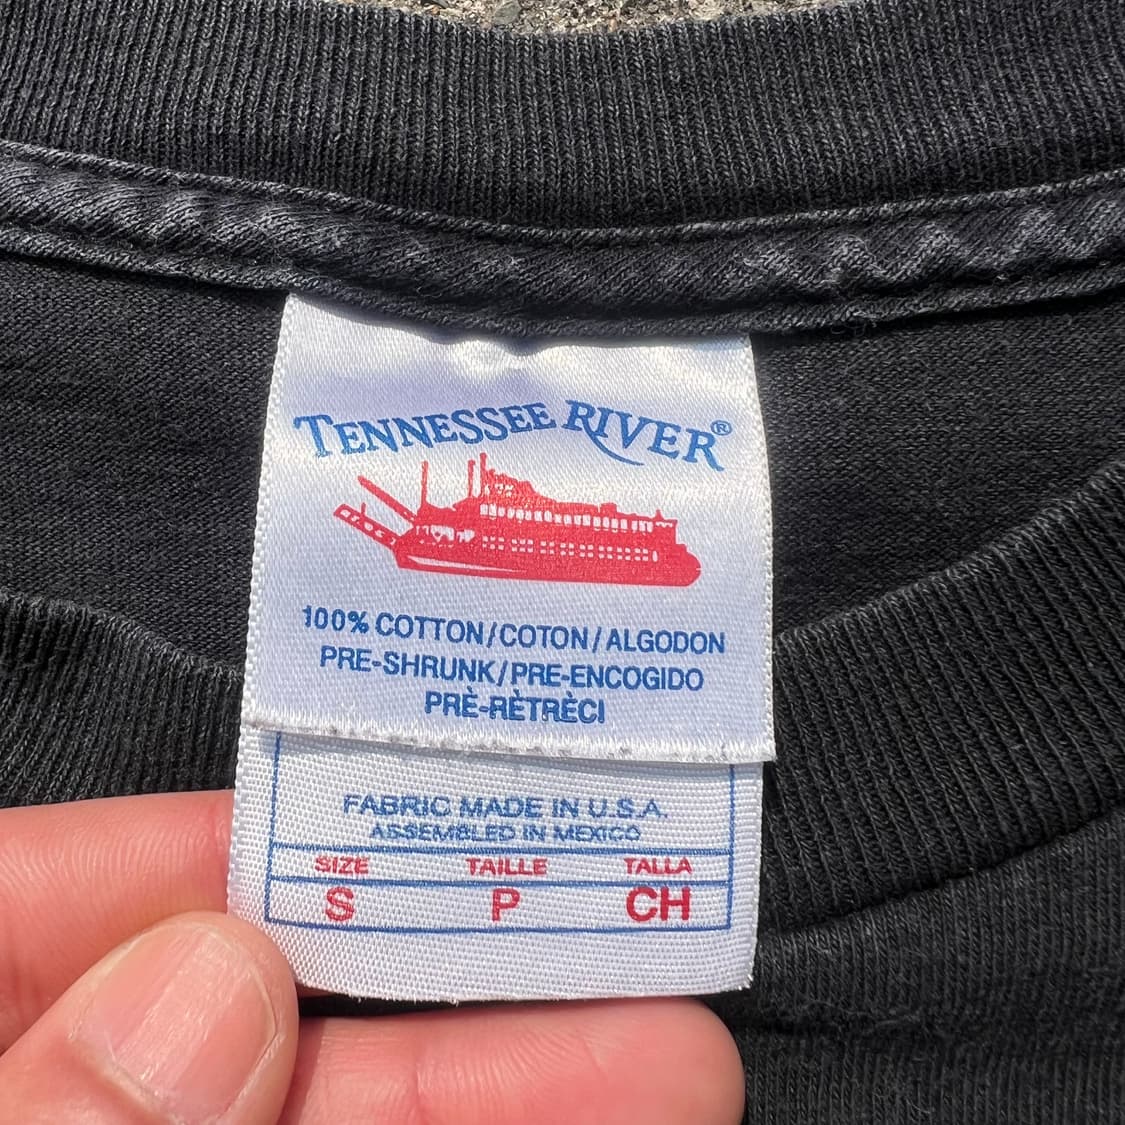 TENNESSEE RIVER®
100% COTTON/COTON/ALGODON
PRE-SHRUNK/PRE-ENCOGIDO
PRÈ-RÈTRÈCI
FABRIC MADE IN U.S.A.
ASSEMBLED IN MEXICO
SIZE TAILLE TALLA
S P CH